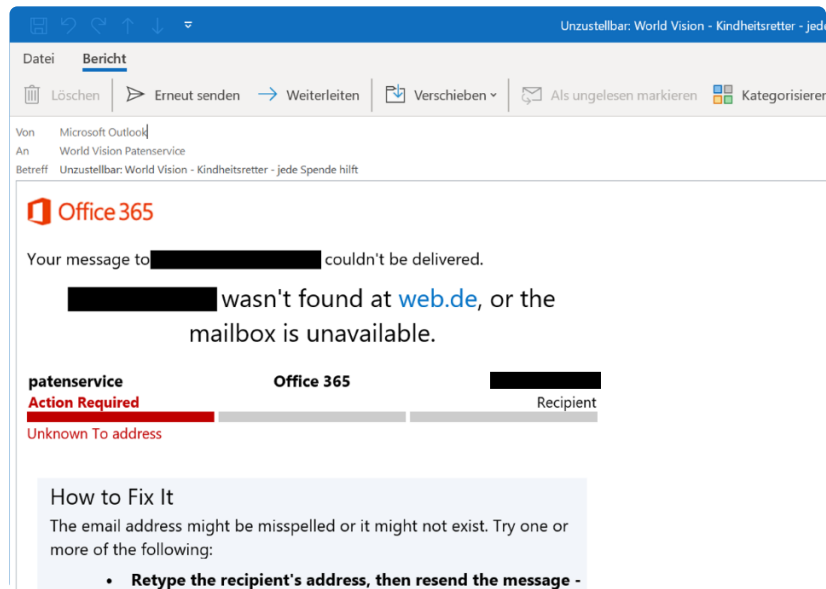 Unzustellbar: World Vision - Kindheitsretter - jede
Datei Bericht
Löschen Erneut senden Weiterleiten Verschieben Als ungelesen markieren Kategorisieren
Von Microsoft Outlook
An World Vision Patenservice
Betreff Unzustellbar: World Vision - Kindheitsretter - jede Spende hilft
Office 365
Your message to couldn't be delivered.
wasn't found at web.de, or the
mailbox is unavailable.
patenservice Office 365
Action Required Recipient
Unknown To address
How to Fix It
The email address might be misspelled or it might not exist. Try one or
more of the following:
• Retype the recipient's address, then resend the message -